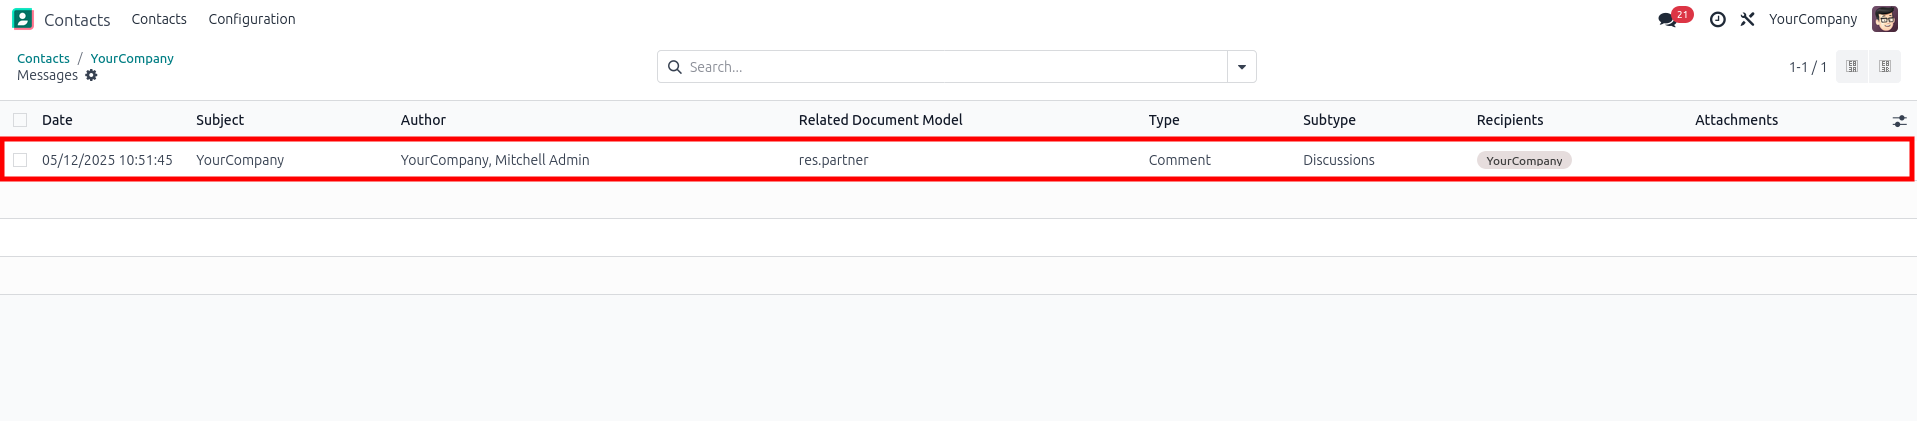 Contacts Contacts Configuration 21 YourCompany
Contacts / YourCompany
Messages
Search...
1-1 / 1
Date Subject Author Related Document Model Type Subtype Recipients Attachments
05/12/2025 10:51:45 YourCompany YourCompany, Mitchell Admin res.partner Comment Discussions YourCompany